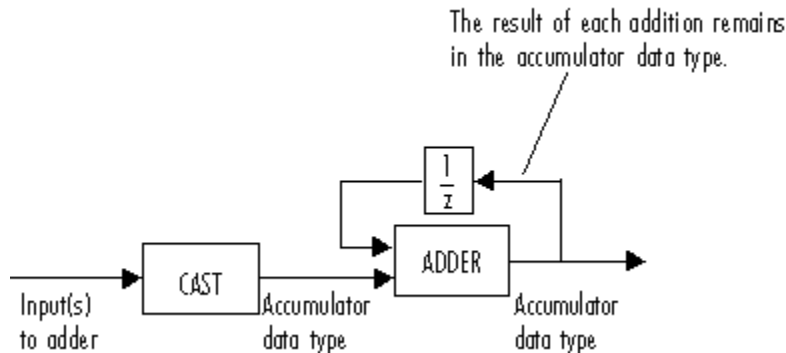 The result of each addition remains
in the accumulator data type.
1
z
CAST
ADDER
Input(s)
to adder
Accumulator
data type
Accumulator
data type